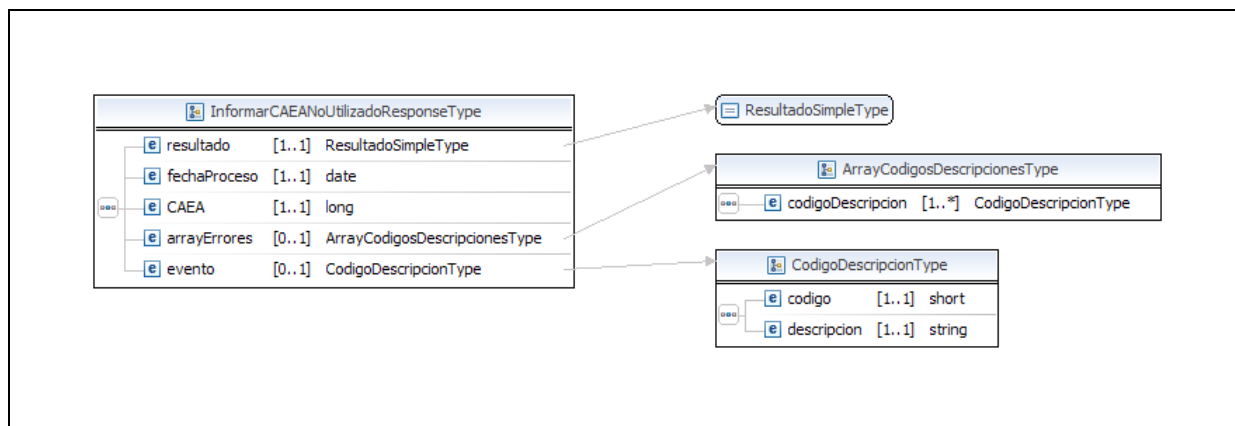 InformarCAEANoUtilizadoResponseType
resultado [1..1] ResultadoSimpleType
fechaProceso [1..1] date
CAEA [1..1] long
arrayErrores [0..1] ArrayCodigosDescripcionesType
evento [0..1] CodigoDescripcionType
ResultadoSimpleType
ArrayCodigosDescripcionesType
codigoDescripcion [1..*] CodigoDescripcionType
CodigoDescripcionType
codigo [1..1] short
descripcion [1..1] string